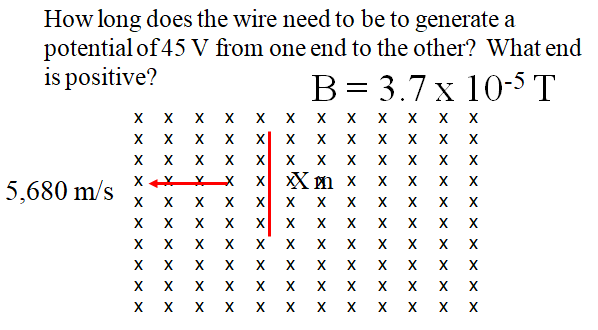 How long does the wire need to be to generate a
potential of 45 V from one end to the other? What end
is positive?
B = 3.7 x 10-5 T
x x x x x x x x x x x x
x x x x x x x x x x x x
x x x x x x x x x x x x
x x x x x x x x x x x x
X m
5,680 m/s
x x x x x x x x x x x x
x x x x x x x x x x x x
x x x x x x x x x x x x
x x x x x x x x x x x x
x x x x x x x x x x x x
x x x x x x x x x x x x